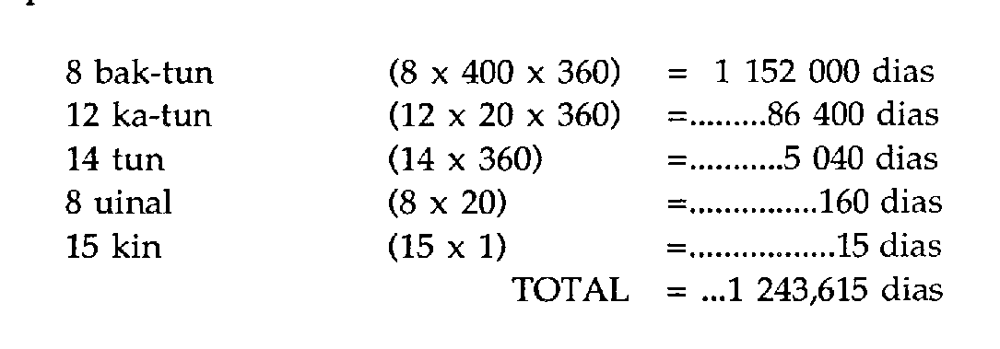 8 bak-tun (8 x 400 x 360) = 1 152 000 dias
12 ka-tun (12 x 20 x 360) =.........86 400 dias
14 tun (14 x 360) =...........5 040 dias
8 uinal (8 x 20) =...............160 dias
15 kin (15 x 1) =.................15 dias
TOTAL = ...1 243,615 dias